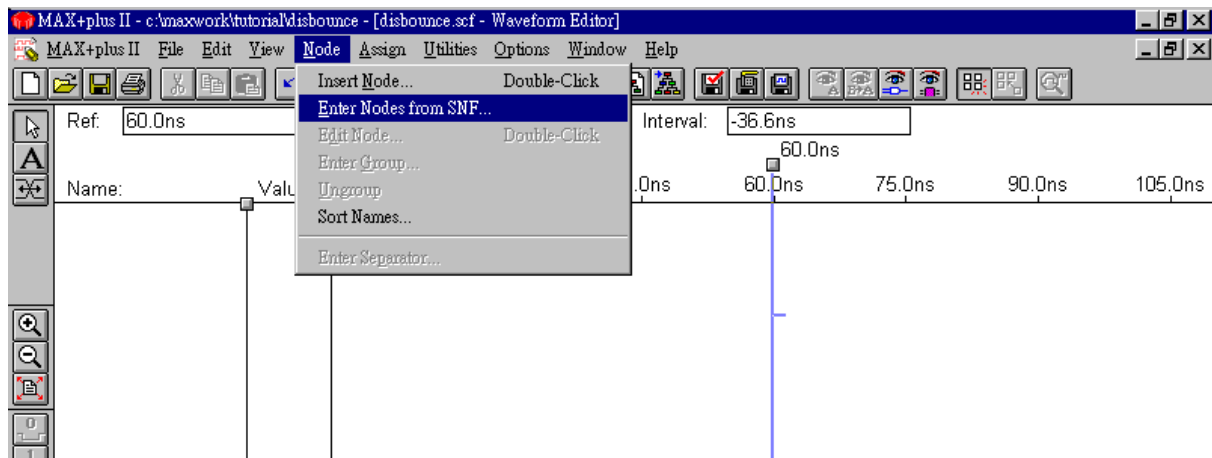 MAX+plus II - c:\maxwork\tutorial\disbounce - [disbounce.scf - Waveform Editor]
MAX+plus II File Edit View Node Assign Utilities Options Window Help
Insert Node... Double-Click
Enter Nodes from SNF...
Edit Node... Double-Click
Enter Group...
Ungroup
Sort Names...
Enter Separator...
Ref: 60.0ns
Interval: -36.6ns
60.0ns
Name: Valu
.0ns 60.0ns 75.0ns 90.0ns 105.0ns
A
0
1